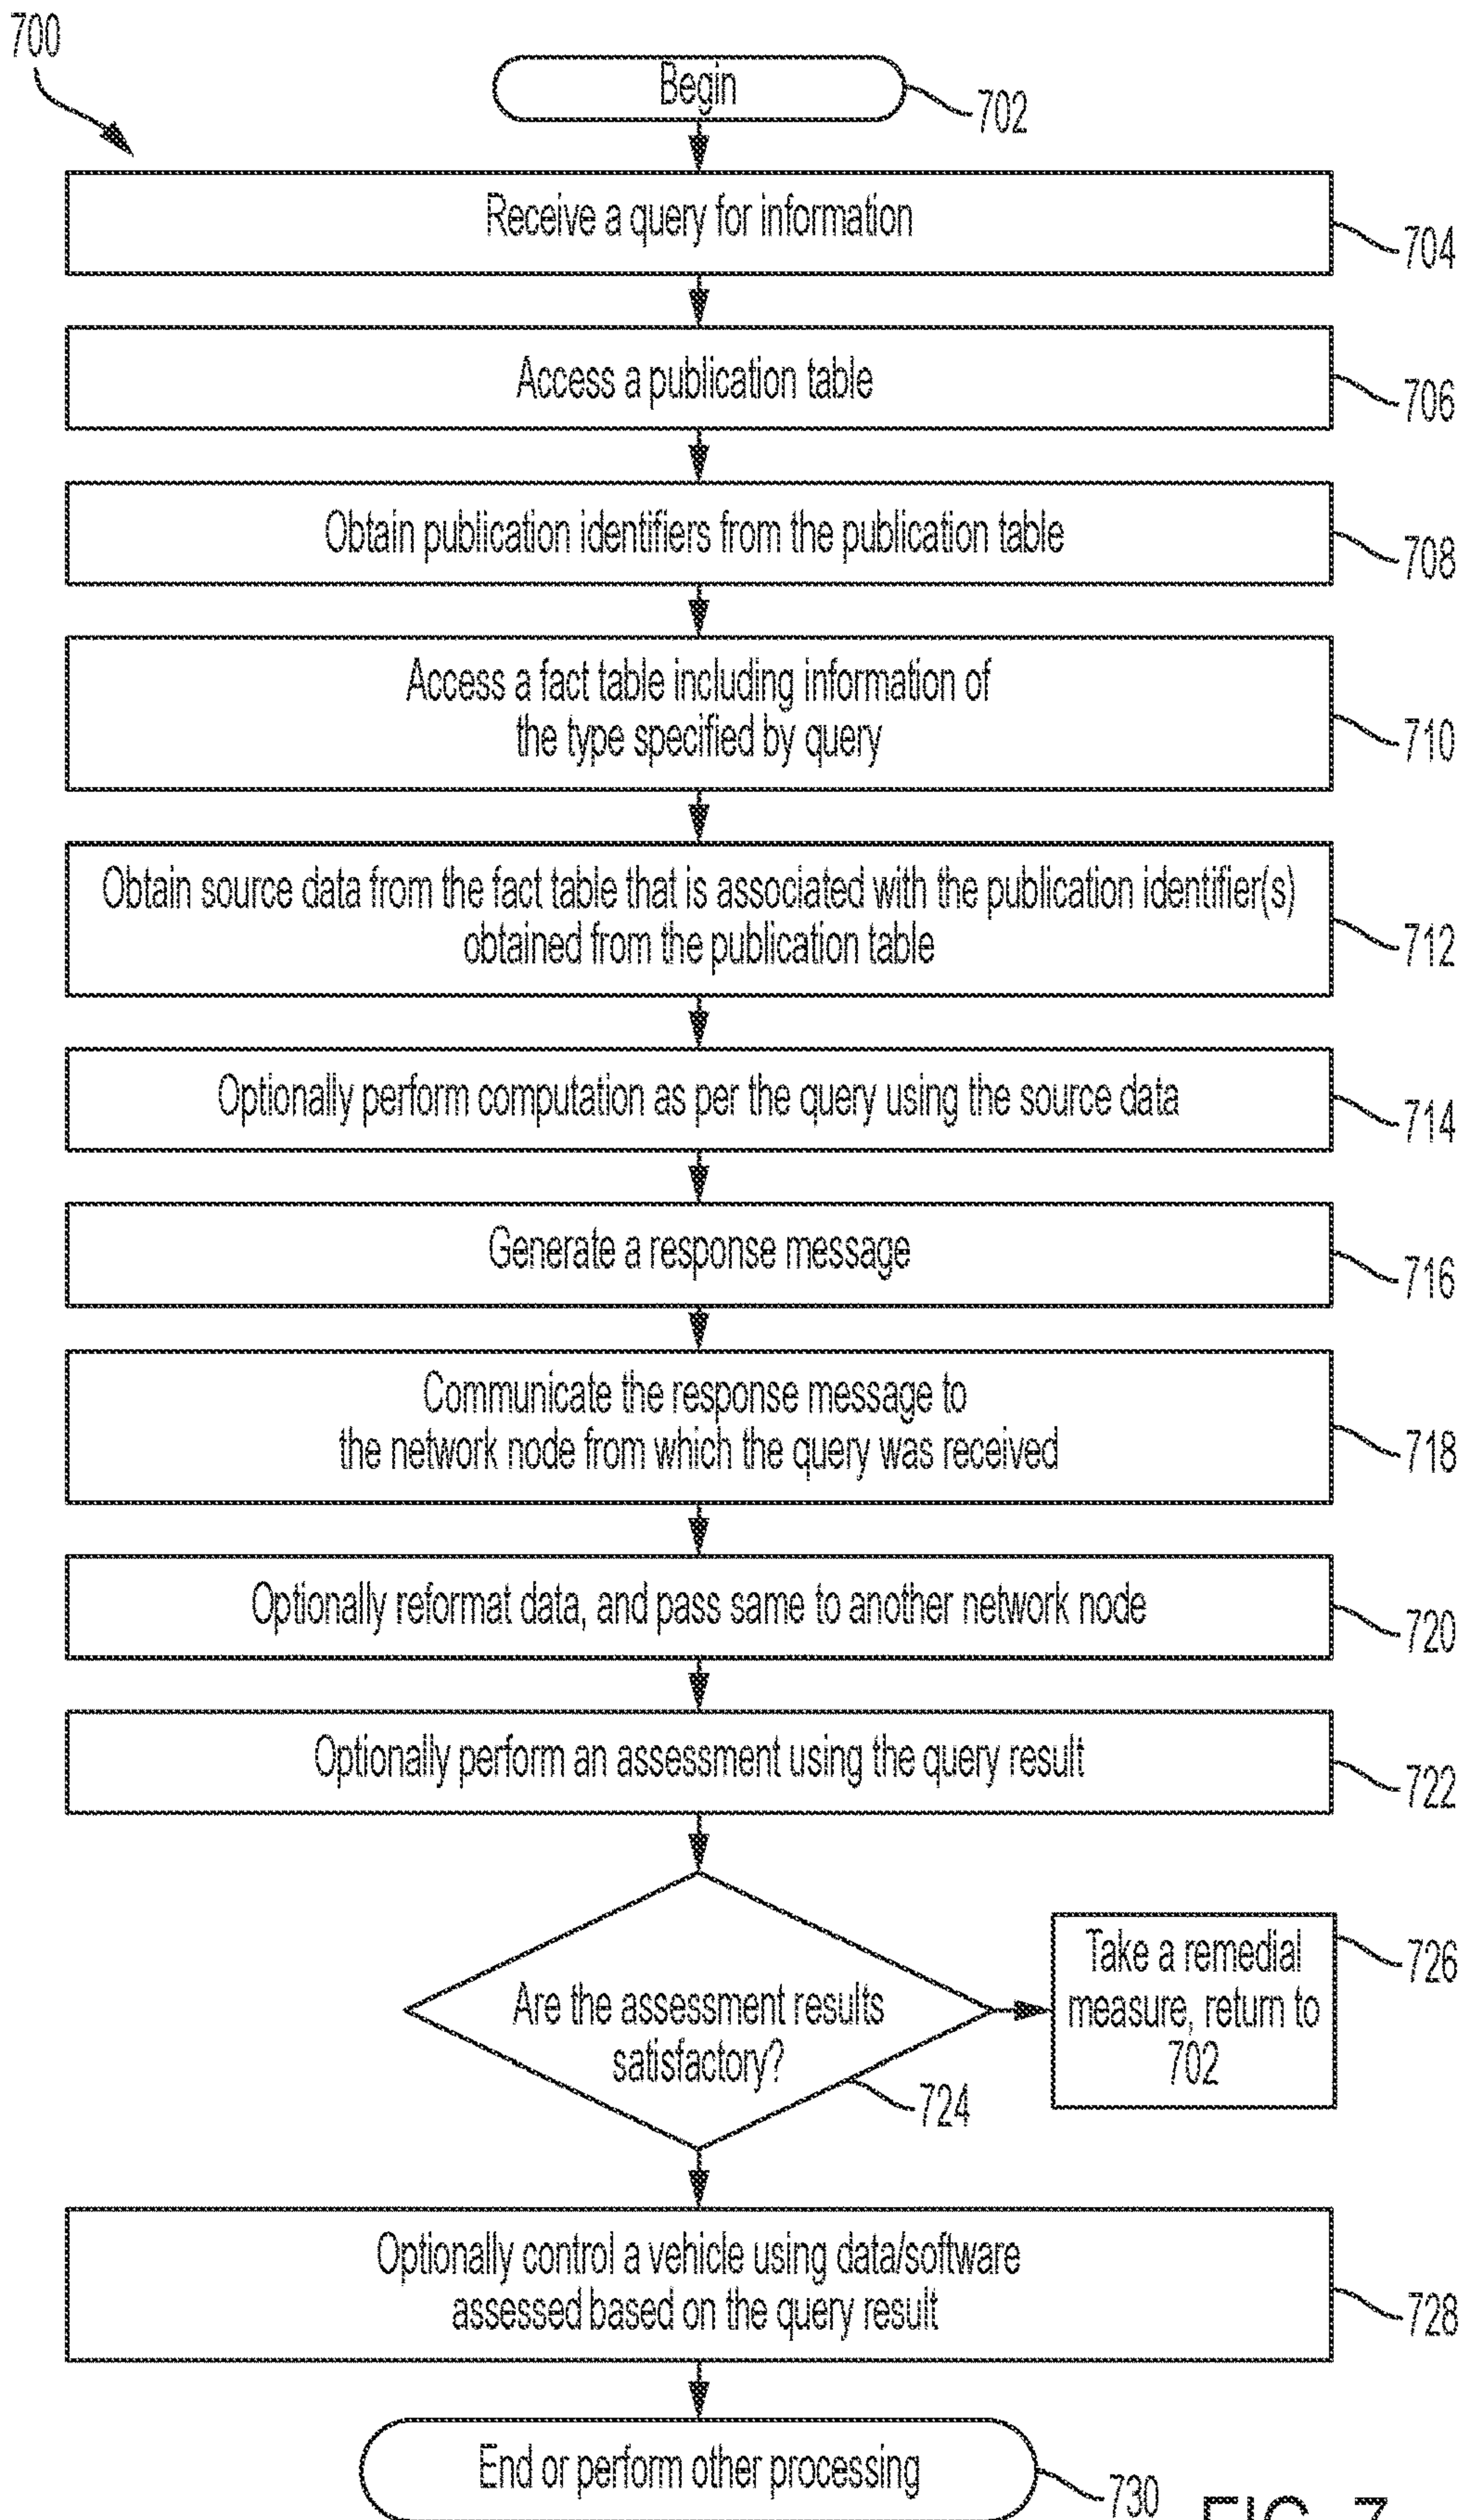 700
Begin
702
Receive a query for information
704
Access a publication table
706
Obtain publication identifiers from the publication table
708
Access a fact table including information of
the type specified by query
710
Obtain source data from the fact table that is associated with the publication identifier(s)
obtained from the publication table
712
Optionally perform computation as per the query using the source data
714
Generate a response message
716
Communicate the response message to
the network node from which the query was received
718
Optionally reformat data, and pass same to another network node
720
Optionally perform an assessment using the query result
722
Are the assessment results
satisfactory?
724
Take a remedial
measure, return to
702
726
Optionally control a vehicle using data/software
assessed based on the query result
728
End or perform other processing
730
FIG. 7